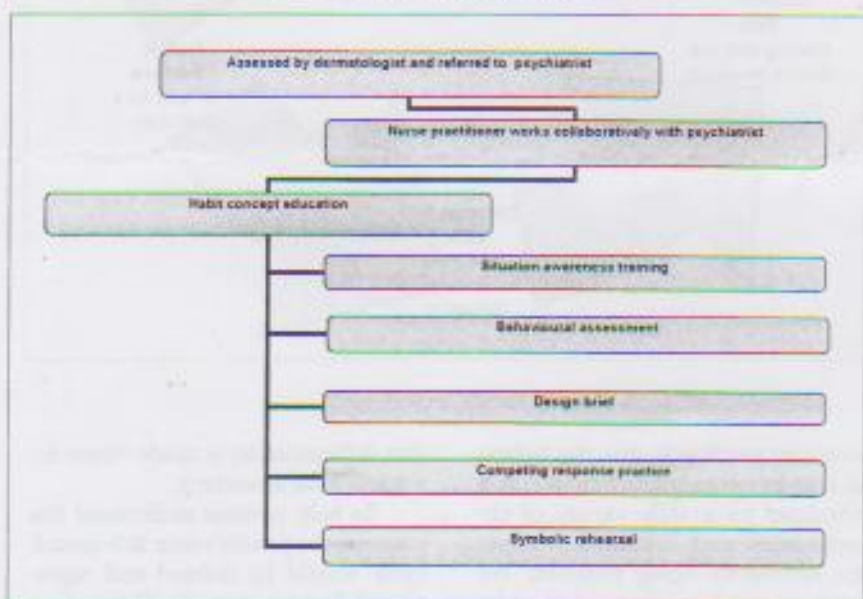 Assessed by dermatologist and referred to psychiatrist
Nurse practitioner works collaboratively with psychiatrist
Habit concept education
Situation awareness training
Behavioural assessment
Design brief
Competing response practice
Symbolic rehearsal